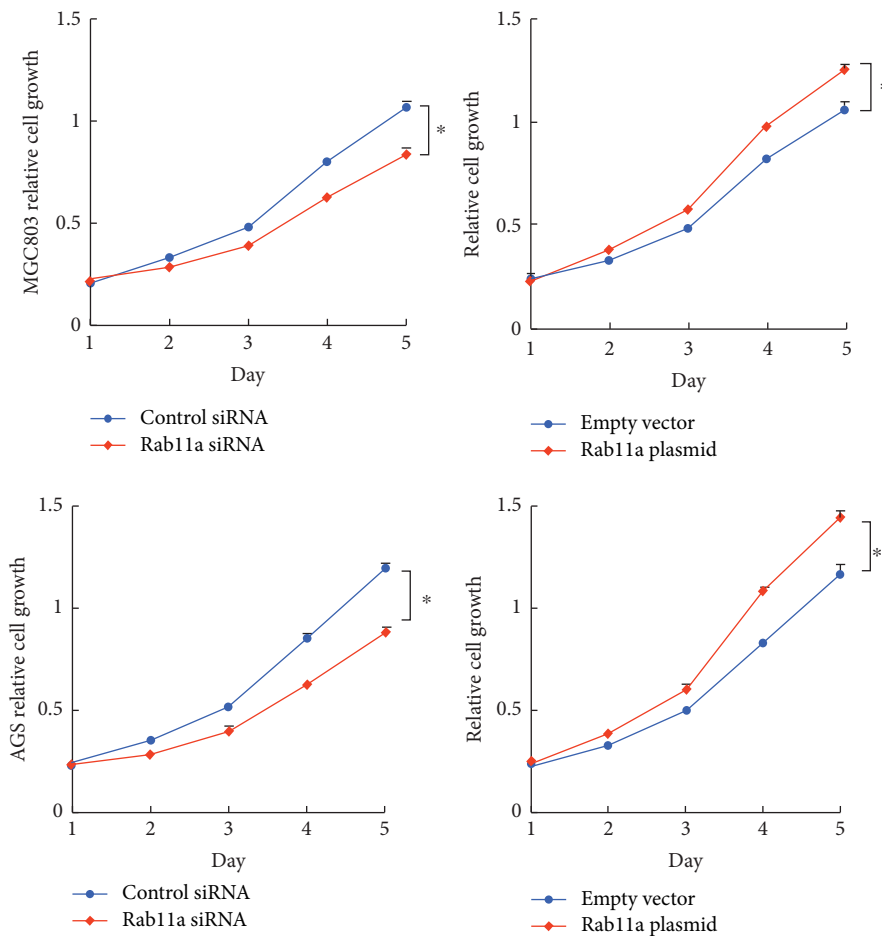 1.5
1
0.5
0
MGC803 relative cell growth
1 2 3 4 5
Day
*
Control siRNA
Rab11a siRNA
1.5
1
0.5
0
Relative cell growth
1 2 3 4 5
Day
Empty vector
Rab11a plasmid
1.5
1
0.5
0
AGS relative cell growth
1 2 3 4 5
Day
*
Control siRNA
Rab11a siRNA
1.5
1
0.5
0
Relative cell growth
1 2 3 4 5
Day
*
Empty vector
Rab11a plasmid